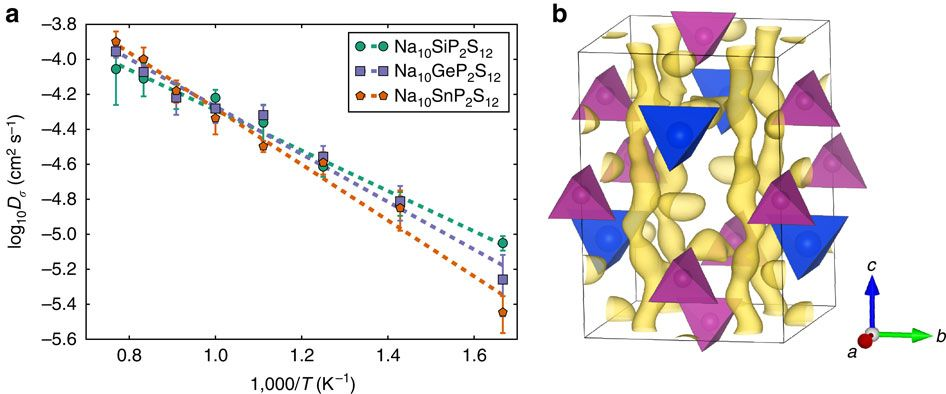 a
b
−3.8
−4.0
−4.2
−4.4
−4.6
−4.8
−5.0
−5.2
−5.4
−5.6
log₁₀Dσ (cm² s⁻¹)
0.8
1.0
1.2
1.4
1.6
1,000/T (K⁻¹)
Na₁₀SiP₂S₁₂
Na₁₀GeP₂S₁₂
Na₁₀SnP₂S₁₂
c
b
a